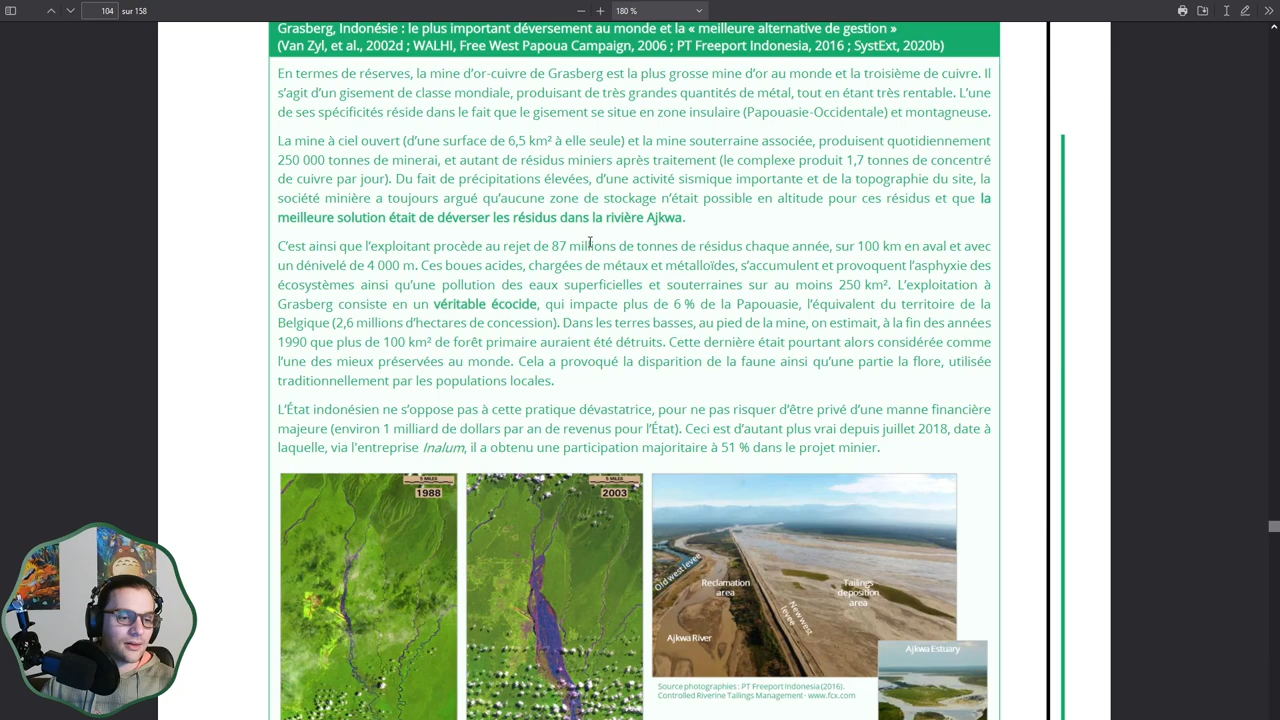 104 sur 158
180 %
Grasberg, Indonésie : le plus important déversement au monde et la « meilleure alternative de gestion »
(Van Zyl, et al., 2002d ; WALHI, Free West Papoua Campaign, 2006 ; PT Freeport Indonesia, 2016 ; SystExt, 2020b)
En termes de réserves, la mine d’or-cuivre de Grasberg est la plus grosse mine d’or au monde et la troisième de cuivre. Il
s’agit d’un gisement de classe mondiale, produisant de très grandes quantités de métal, tout en étant très rentable. L’une
de ses spécificités réside dans le fait que le gisement se situe en zone insulaire (Papouasie-Occidentale) et montagneuse.
La mine à ciel ouvert (d’une surface de 6,5 km² à elle seule) et la mine souterraine associée, produisent quotidiennement
250 000 tonnes de minerai, et autant de résidus miniers après traitement (le complexe produit 1,7 tonnes de concentré
de cuivre par jour). Du fait de précipitations élevées, d’une activité sismique importante et de la topographie du site, la
société minière a toujours argué qu’aucune zone de stockage n’était possible en altitude pour ces résidus et que la
meilleure solution était de déverser les résidus dans la rivière Ajkwa.
C’est ainsi que l’exploitant procède au rejet de 87 millions de tonnes de résidus chaque année, sur 100 km en aval et avec
un dénivelé de 4 000 m. Ces boues acides, chargées de métaux et métalloïdes, s’accumulent et provoquent l’asphyxie des
écosystèmes ainsi qu’une pollution des eaux superficielles et souterraines sur au moins 250 km². L’exploitation à
Grasberg consiste en un véritable écocide, qui impacte plus de 6 % de la Papouasie, l’équivalent du territoire de la
Belgique (2,6 millions d’hectares de concession). Dans les terres basses, au pied de la mine, on estimait, à la fin des années
1990 que plus de 100 km² de forêt primaire auraient été détruits. Cette dernière était pourtant alors considérée comme
l’une des mieux préservées au monde. Cela a provoqué la disparition de la faune ainsi qu’une partie la flore, utilisée
traditionnellement par les populations locales.
L’État indonésien ne s’oppose pas à cette pratique dévastatrice, pour ne pas risquer d’être privé d’une manne financière
majeure (environ 1 milliard de dollars par an de revenus pour l’État). Ceci est d’autant plus vrai depuis juillet 2018, date à
laquelle, via l'entreprise Inalum, il a obtenu une participation majoritaire à 51 % dans le projet minier.
5 MILES
1988
5 MILES
2003
Old west levee
Reclamation
area
Tailings
deposition
area
New west
levee
Ajkwa River
Ajkwa Estuary
Source photographies : PT Freeport Indonesia (2016).
Controlled Riverine Tailings Management - www.fcx.com